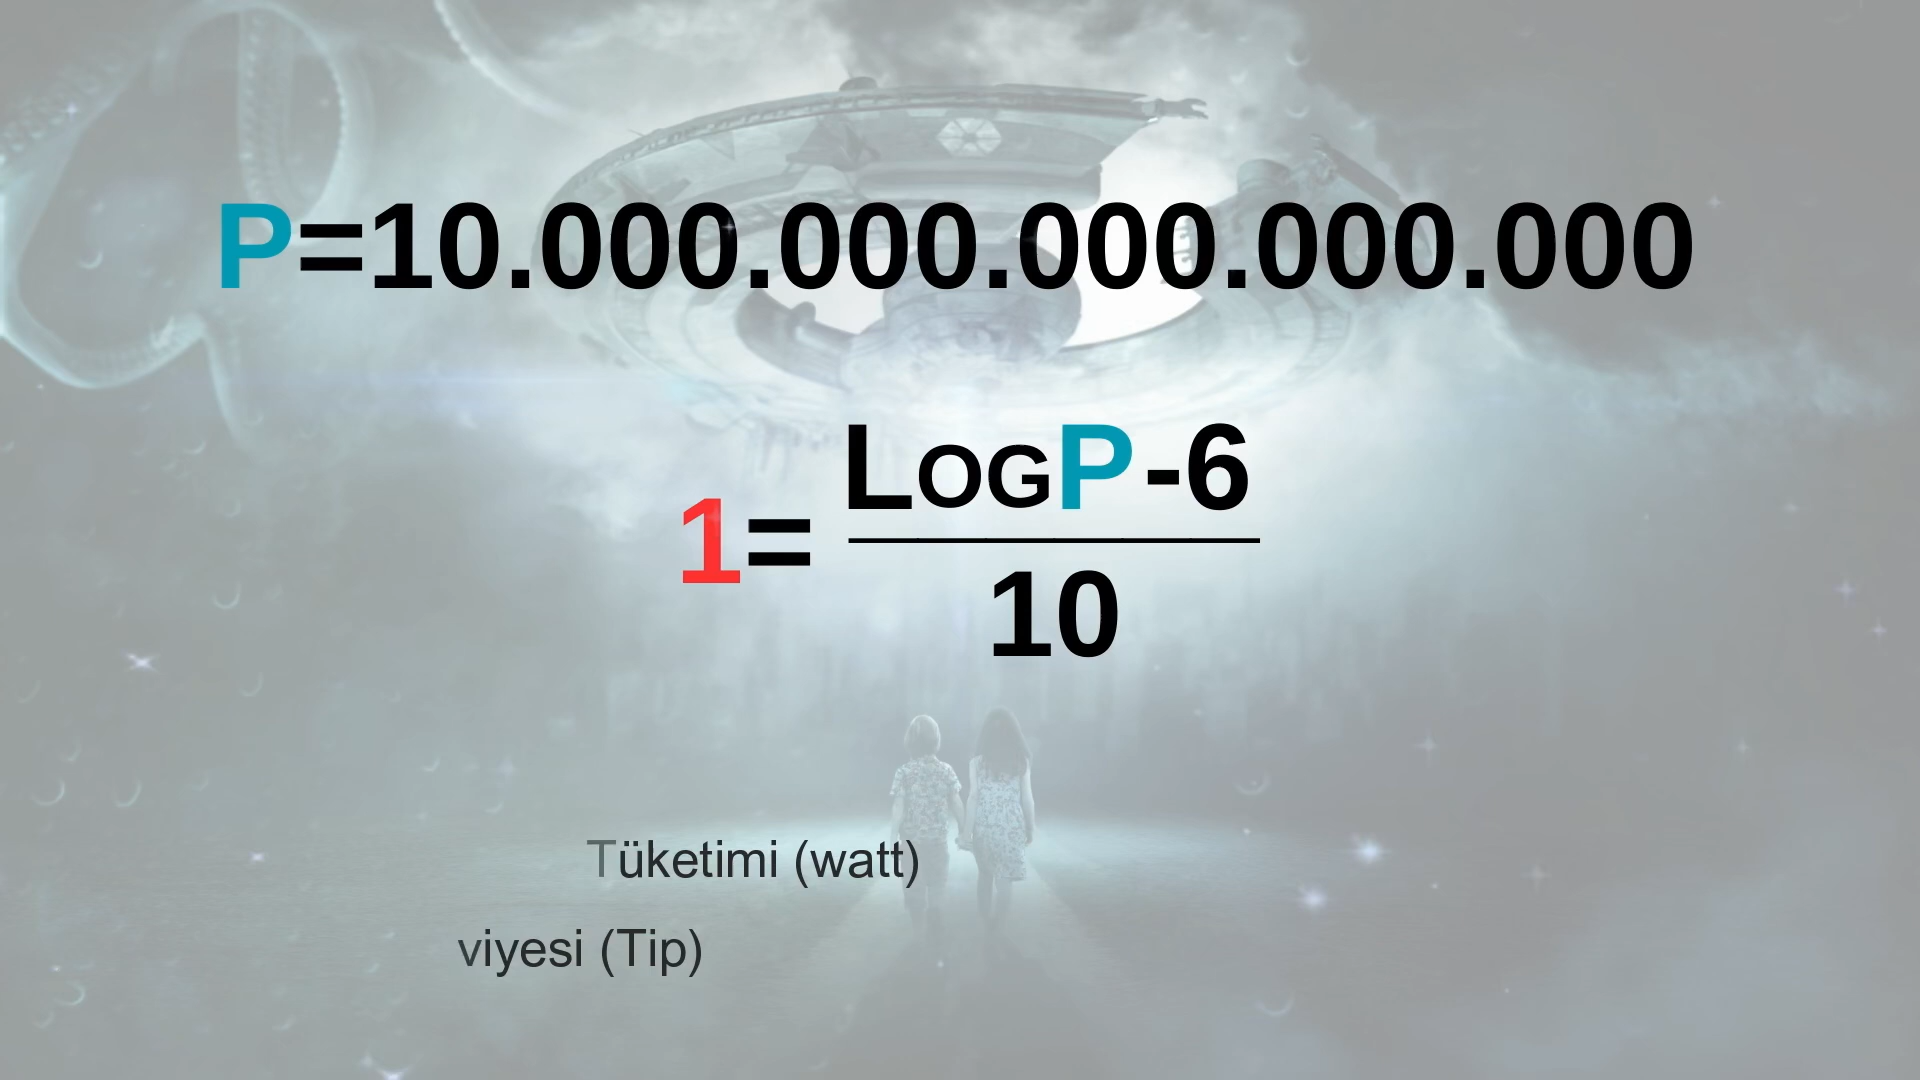 P=10.000.000.000.000.000
LOGP-6
1=
10
Tüketimi (watt)
viyesi (Tip)